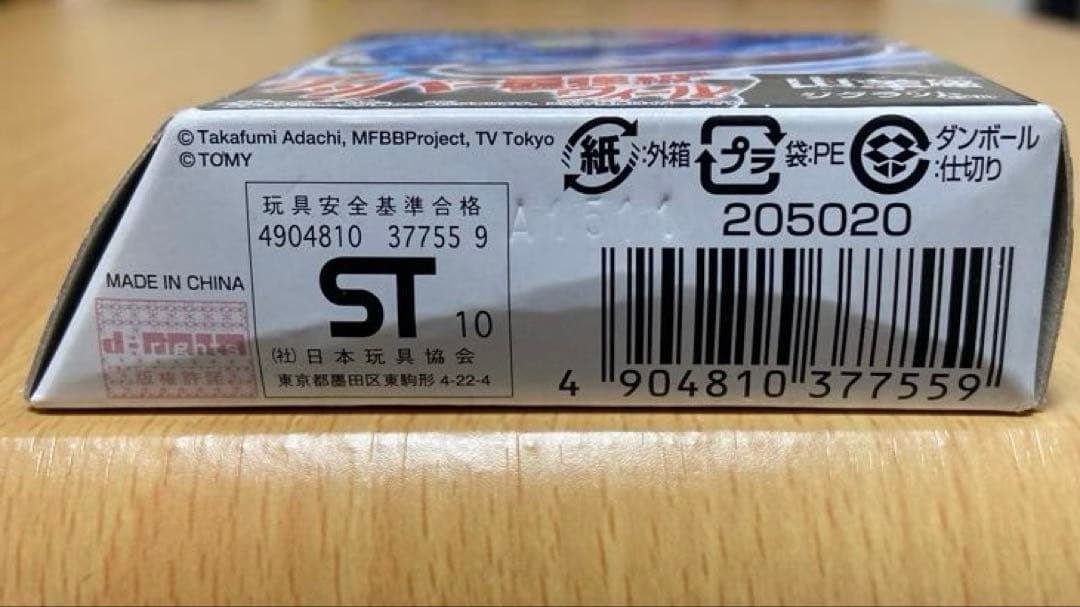 ©Takafumi Adachi, MFBBProject, TV Tokyo
©TOMY
紙:外箱
プラ 袋:PE
ダンボール:仕切り
玩具安全基準合格
4904810 37755 9
ST 10
(社)日本玩具協会
東京都墨田区東駒形 4-22-4
MADE IN CHINA
d-rights
版権許諾
205020
4 904810 377559